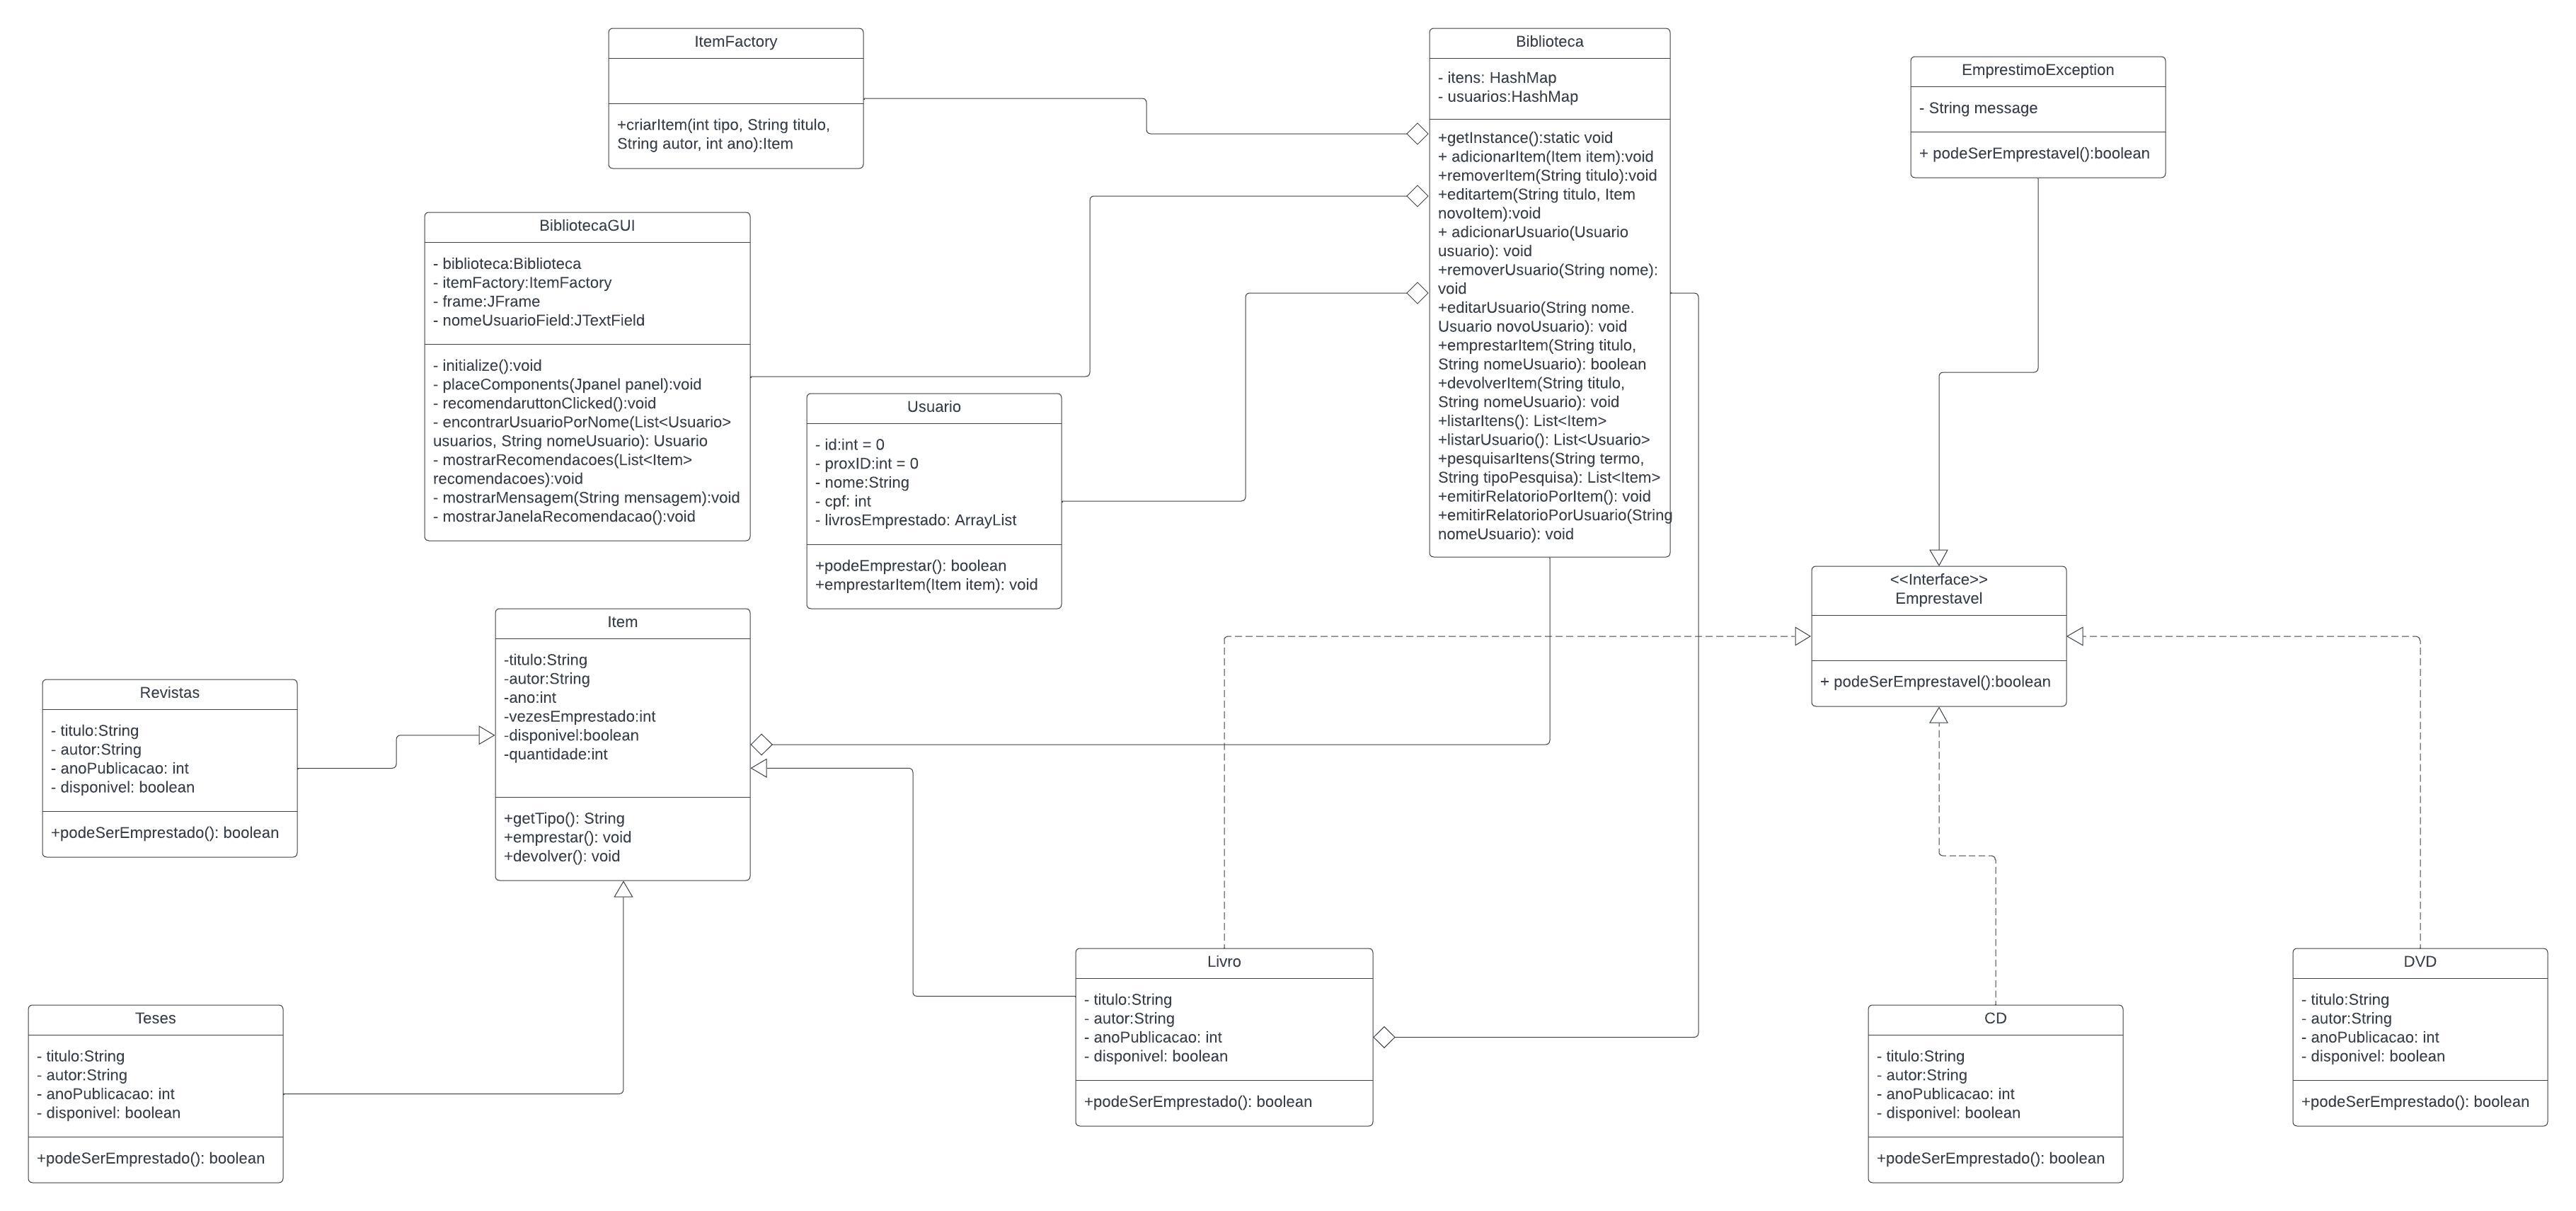 ItemFactory
+criarItem(int tipo, String titulo,
String autor, int ano):Item
Biblioteca
- itens: HashMap
- usuarios:HashMap
+getInstance():static void
+ adicionarItem(Item item):void
+removerItem(String titulo):void
+editartem(String titulo, Item
novoItem):void
+ adicionarUsuario(Usuario
usuario): void
+removerUsuario(String nome):
void
+editarUsuario(String nome.
Usuario novoUsuario): void
+emprestarItem(String titulo,
String nomeUsuario): boolean
+devolverItem(String titulo,
String nomeUsuario): void
+listarItens(): List<Item>
+listarUsuario(): List<Usuario>
+pesquisarItens(String termo,
String tipoPesquisa): List<Item>
+emitirRelatorioPorItem(): void
+emitirRelatorioPorUsuario(String
nomeUsuario): void
EmprestimoException
- String message
+ podeSerEmprestavel():boolean
BibliotecaGUI
- biblioteca:Biblioteca
- itemFactory:ItemFactory
- frame:JFrame
- nomeUsuarioField:JTextField
- initialize():void
- placeComponents(Jpanel panel):void
- recomendaruttonClicked():void
- encontrarUsuarioPorNome(List<Usuario>
usuarios, String nomeUsuario): Usuario
- mostrarRecomendacoes(List<Item>
recomendacoes):void
- mostrarMensagem(String mensagem):void
- mostrarJanelaRecomendacao():void
Usuario
- id:int = 0
- proxID:int = 0
- nome:String
- cpf: int
- livrosEmprestado: ArrayList
+podeEmprestar(): boolean
+emprestarItem(Item item): void
<<Interface>>
Emprestavel
+ podeSerEmprestavel():boolean
Item
-titulo:String
-autor:String
-ano:int
-vezesEmprestado:int
-disponivel:boolean
-quantidade:int
+getTipo(): String
+emprestar(): void
+devolver(): void
Revistas
- titulo:String
- autor:String
- anoPublicacao: int
- disponivel: boolean
+podeSerEmprestado(): boolean
Teses
- titulo:String
- autor:String
- anoPublicacao: int
- disponivel: boolean
+podeSerEmprestado(): boolean
Livro
- titulo:String
- autor:String
- anoPublicacao: int
- disponivel: boolean
+podeSerEmprestado(): boolean
CD
- titulo:String
- autor:String
- anoPublicacao: int
- disponivel: boolean
+podeSerEmprestado(): boolean
DVD
- titulo:String
- autor:String
- anoPublicacao: int
- disponivel: boolean
+podeSerEmprestado(): boolean